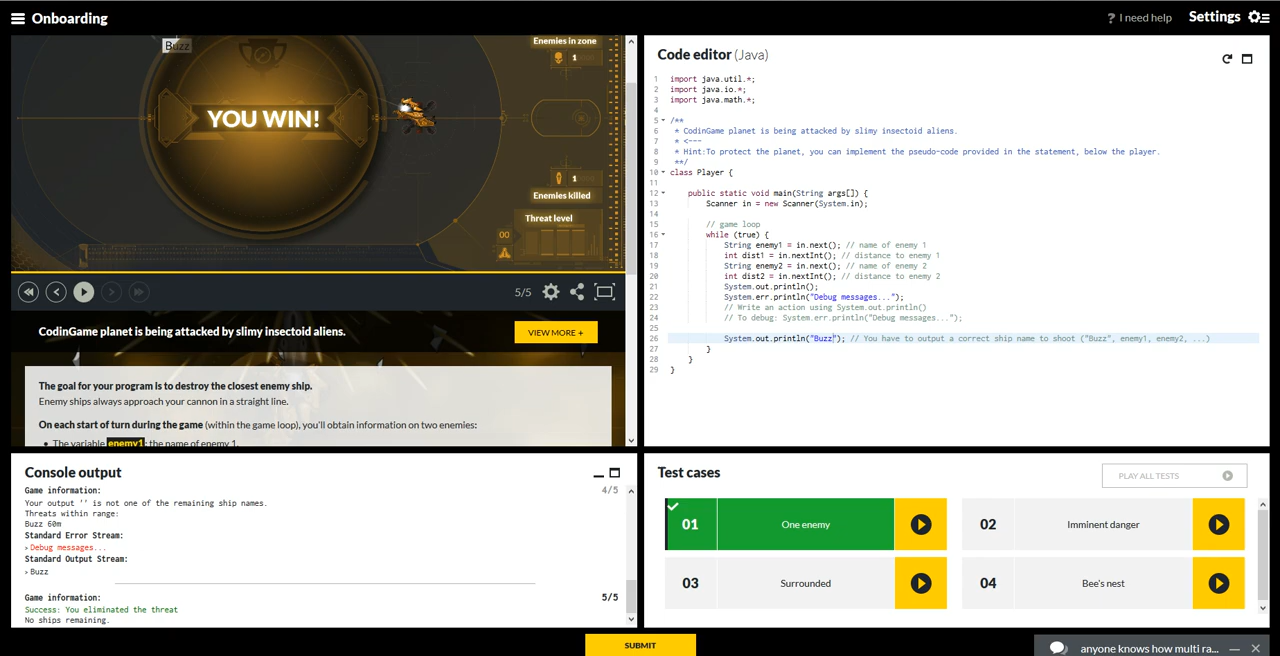 Onboarding
? I need help
Settings
Buzz
YOU WIN!
Enemies in zone
1
1
Enemies killed
Threat level
00
5/5
CodinGame planet is being attacked by slimy insectoid aliens.
VIEW MORE +
The goal for your program is to destroy the closest enemy ship.
Enemy ships always approach your cannon in a straight line.
On each start of turn during the game (within the game loop), you'll obtain information on two enemies:
• The variable enemy1: the name of enemy 1.
Code editor (Java)
1 import java.util.*;
2 import java.io.*;
3 import java.math.*;
4
5 /**
6 * CodinGame planet is being attacked by slimy insectoid aliens.
7 * <---
8 * Hint:To protect the planet, you can implement the pseudo-code provided in the statement, below the player.
9 **/
10 class Player {
11
12 public static void main(String args[]) {
13 Scanner in = new Scanner(System.in);
14
15 // game loop
16 while (true) {
17 String enemy1 = in.next(); // name of enemy 1
18 int dist1 = in.nextInt(); // distance to enemy 1
19 String enemy2 = in.next(); // name of enemy 2
20 int dist2 = in.nextInt(); // distance to enemy 2
21 System.out.println();
22 System.err.println("Debug messages...");
23 // Write an action using System.out.println()
24 // To debug: System.err.println("Debug messages...");
25
26 System.out.println("Buzz"); // You have to output a correct ship name to shoot ("Buzz", enemy1, enemy2, ...)
27 }
28 }
29 }
Console output
Game information:
4/5
Your output '' is not one of the remaining ship names.
Threats within range:
Buzz 60m
Standard Error Stream:
> Debug messages...
Standard Output Stream:
> Buzz
Game information:
5/5
Success: You eliminated the threat
No ships remaining.
Test cases
PLAY ALL TESTS
01 One enemy
02 Imminent danger
03 Surrounded
04 Bee's nest
SUBMIT
anyone knows how multi ra...